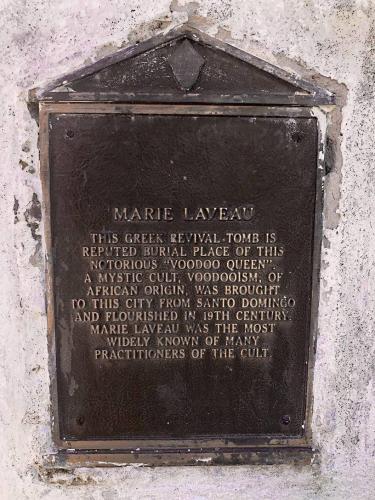 MARIE LAVEAU
THIS GREEK REVIVAL TOMB IS
REPUTED BURIAL PLACE OF THIS
NOTORIOUS "VOODOO QUEEN".
A MYSTIC CULT, VOODOOISM, OF
AFRICAN ORIGIN, WAS BROUGHT
TO THIS CITY FROM SANTO DOMINGO
AND FLOURISHED IN 19TH CENTURY.
MARIE LAVEAU WAS THE MOST
WIDELY KNOWN OF MANY
PRACTITIONERS OF THE CULT.